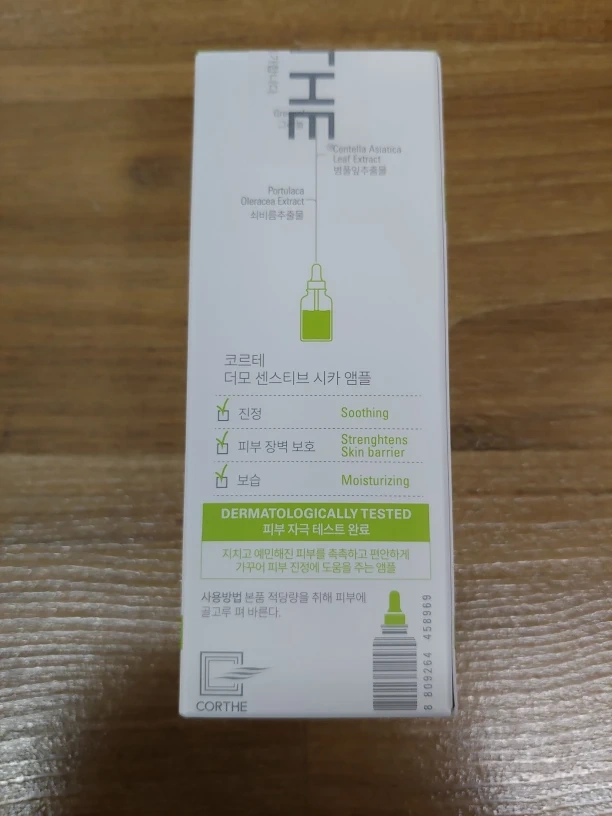 THE
Centella Asiatica
Leaf Extract
병풀잎추출물
Portulaca
Oleracea Extract
쇠비름추출물
코르테
더모 센스티브 시카 앰플
진정 Soothing
피부 장벽 보호 Strenghtens
Skin barrier
보습 Moisturizing
DERMATOLOGICALLY TESTED
피부 자극 테스트 완료
지치고 예민해진 피부를 촉촉하고 편안하게
가꾸어 피부 진정에 도움을 주는 앰플
사용방법 본품 적당량을 취해 피부에
골고루 펴 바른다.
CORTHE
8 809264 458969